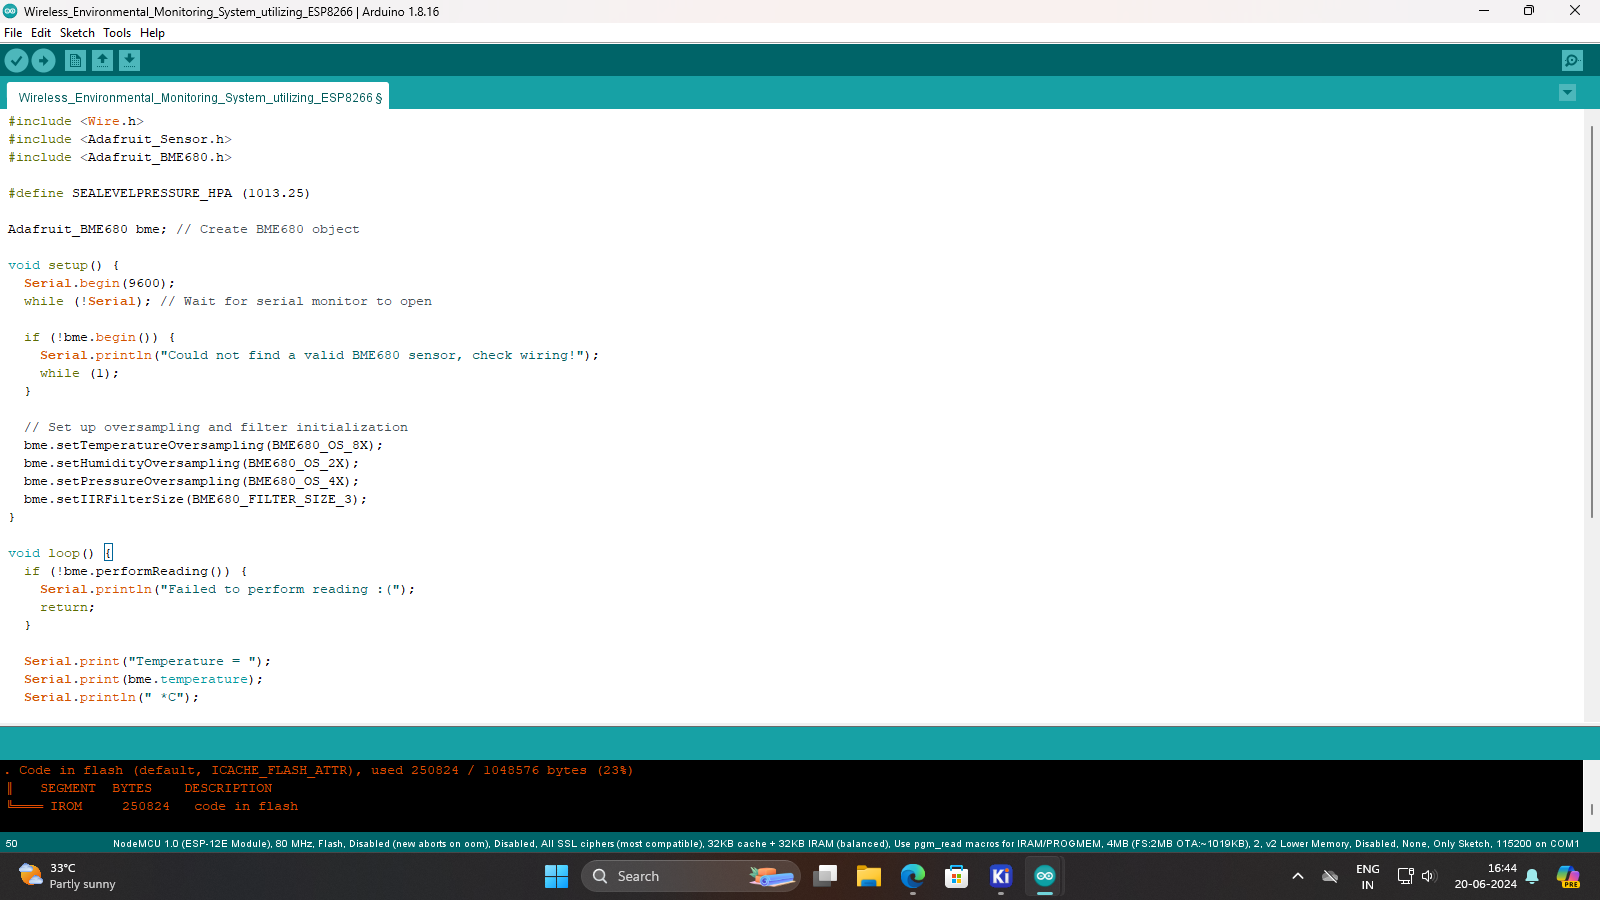 Wireless_Environmental_Monitoring_System_utilizing_ESP8266 | Arduino 1.8.16
File Edit Sketch Tools Help
Wireless_Environmental_Monitoring_System_utilizing_ESP8266 §
#include <Wire.h>
#include <Adafruit_Sensor.h>
#include <Adafruit_BME680.h>
#define SEALEVELPRESSURE_HPA (1013.25)
Adafruit_BME680 bme; // Create BME680 object
void setup() {
Serial.begin(9600);
while (!Serial); // Wait for serial monitor to open
if (!bme.begin()) {
Serial.println("Could not find a valid BME680 sensor, check wiring!");
while (1);
}
// Set up oversampling and filter initialization
bme.setTemperatureOversampling(BME680_OS_8X);
bme.setHumidityOversampling(BME680_OS_2X);
bme.setPressureOversampling(BME680_OS_4X);
bme.setIIRFilterSize(BME680_FILTER_SIZE_3);
}
void loop() {
if (!bme.performReading()) {
Serial.println("Failed to perform reading :(");
return;
}
Serial.print("Temperature = ");
Serial.print(bme.temperature);
Serial.println(" *C");
. Code in flash (default, ICACHE_FLASH_ATTR), used 250824 / 1048576 bytes (23%)
║ SEGMENT BYTES DESCRIPTION
╚════ IROM 250824 code in flash
50 NodeMCU 1.0 (ESP-12E Module), 80 MHz, Flash, Disabled (new aborts on oom), Disabled, All SSL ciphers (most compatible), 32KB cache + 32KB IRAM (balanced), Use pgm_read macros for IRAM/PROGMEM, 4MB (FS:2MB OTA:~1019KB), 2, v2 Lower Memory, Disabled, None, Only Sketch, 115200 on COM1
33°C
Partly sunny
Search
Ki
ENG
IN
16:44
20-06-2024
PRE